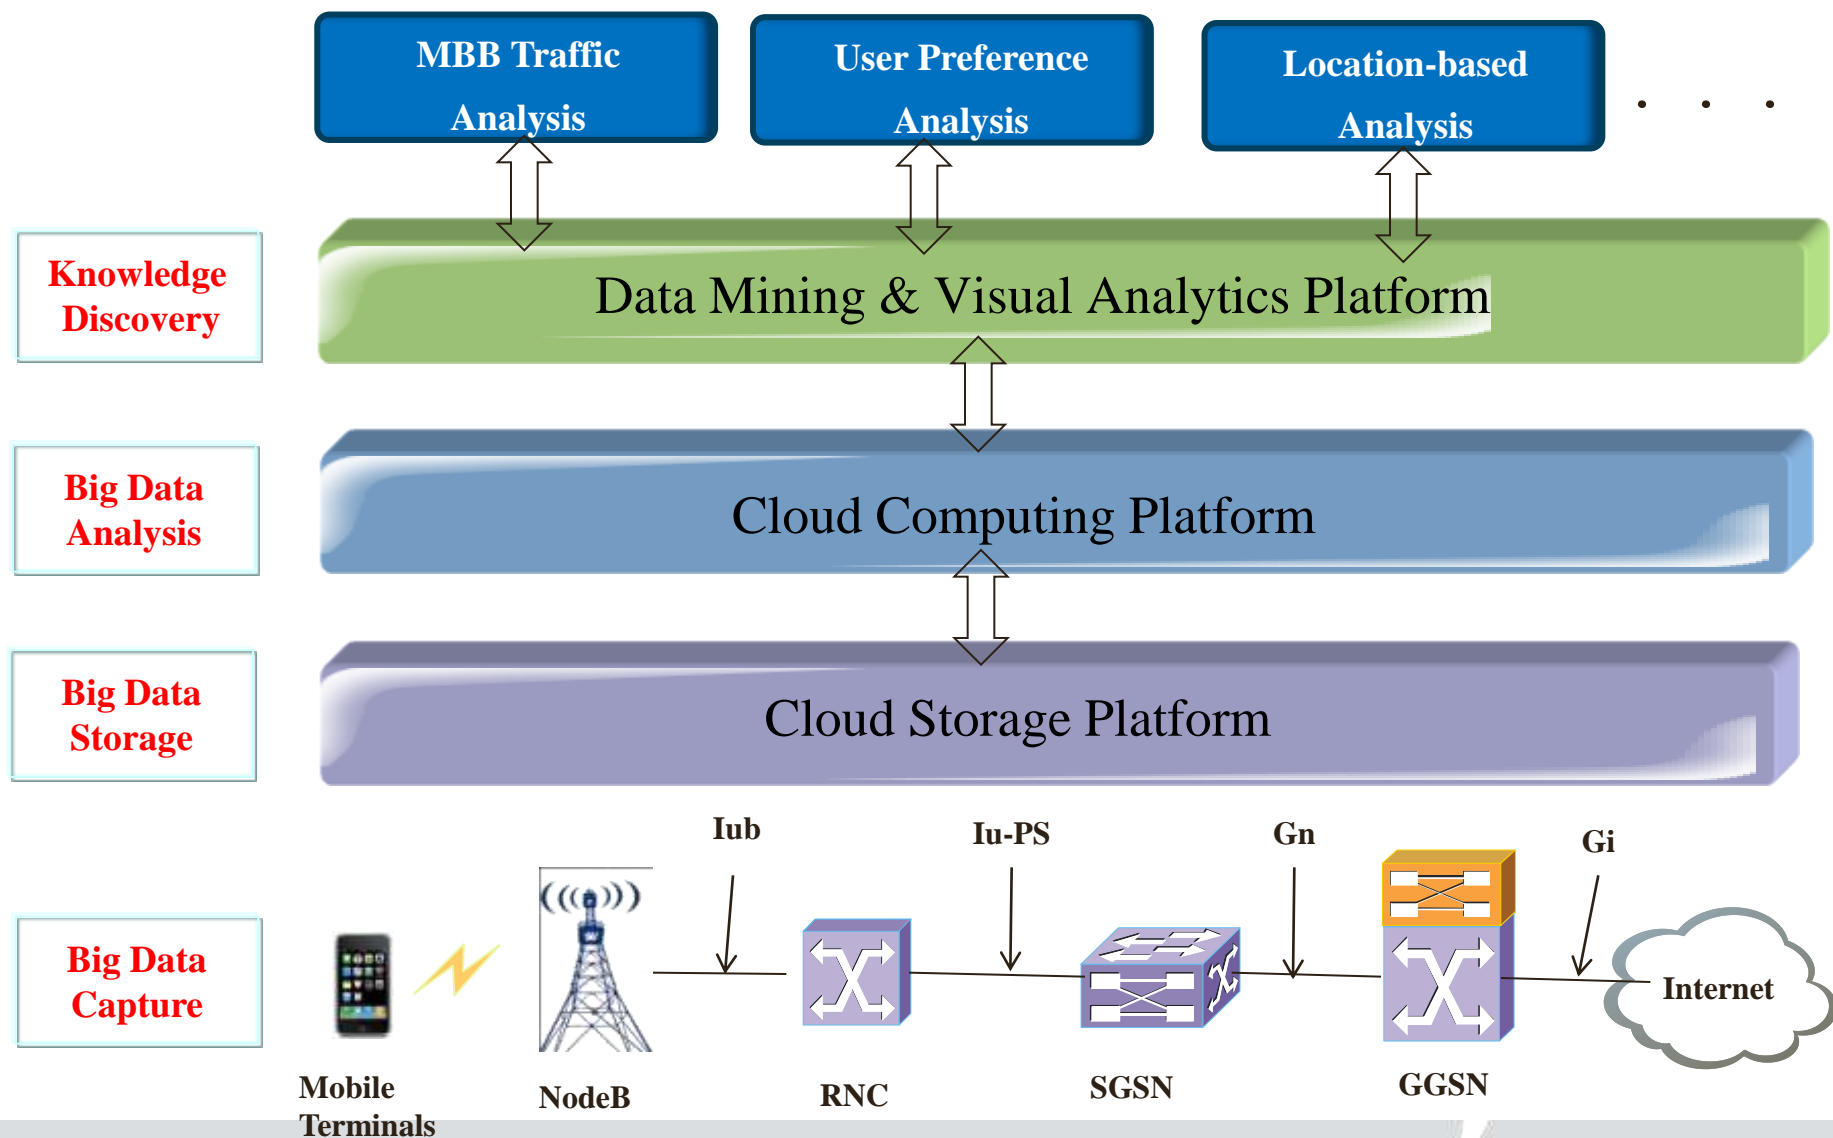 MBB Traffic
Analysis
User Preference
Analysis
Location-based
Analysis
. . .
Knowledge
Discovery
Data Mining & Visual Analytics Platform
Big Data
Analysis
Cloud Computing Platform
Big Data
Storage
Cloud Storage Platform
Iub
Iu-PS
Gn
Gi
Big Data
Capture
Internet
Mobile
Terminals
NodeB
RNC
SGSN
GGSN